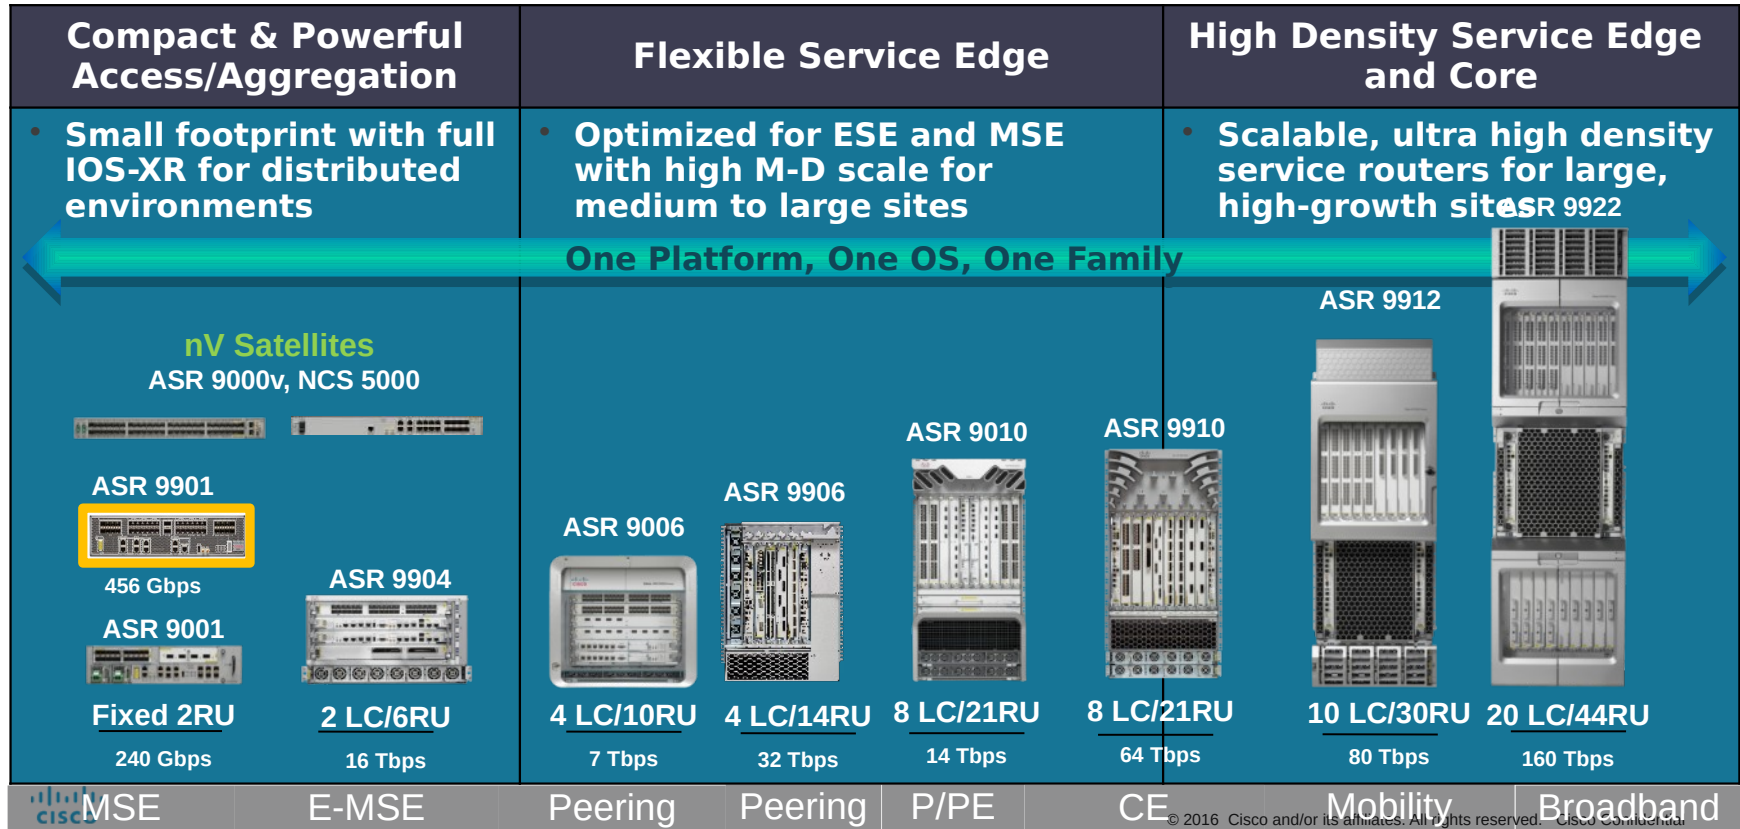 Compact & Powerful
Access/Aggregation
Flexible Service Edge
High Density Service Edge
and Core
• Small footprint with full
IOS-XR for distributed
environments
• Optimized for ESE and MSE
with high M-D scale for
medium to large sites
• Scalable, ultra high density
service routers for large,
high-growth sites
One Platform, One OS, One Family
nV Satellites
ASR 9000v, NCS 5000
ASR 9901
456 Gbps
ASR 9001
Fixed 2RU
240 Gbps
ASR 9904
2 LC/6RU
16 Tbps
ASR 9006
4 LC/10RU
7 Tbps
ASR 9906
4 LC/14RU
32 Tbps
ASR 9010
8 LC/21RU
14 Tbps
ASR 9910
8 LC/21RU
64 Tbps
ASR 9912
10 LC/30RU
80 Tbps
ASR 9922
20 LC/44RU
160 Tbps
CISCO
MSE
E-MSE
Peering
Peering
P/PE
CE
Mobility
Broadband
© 2016 Cisco and/or its affiliates. All rights reserved. Cisco Confidential